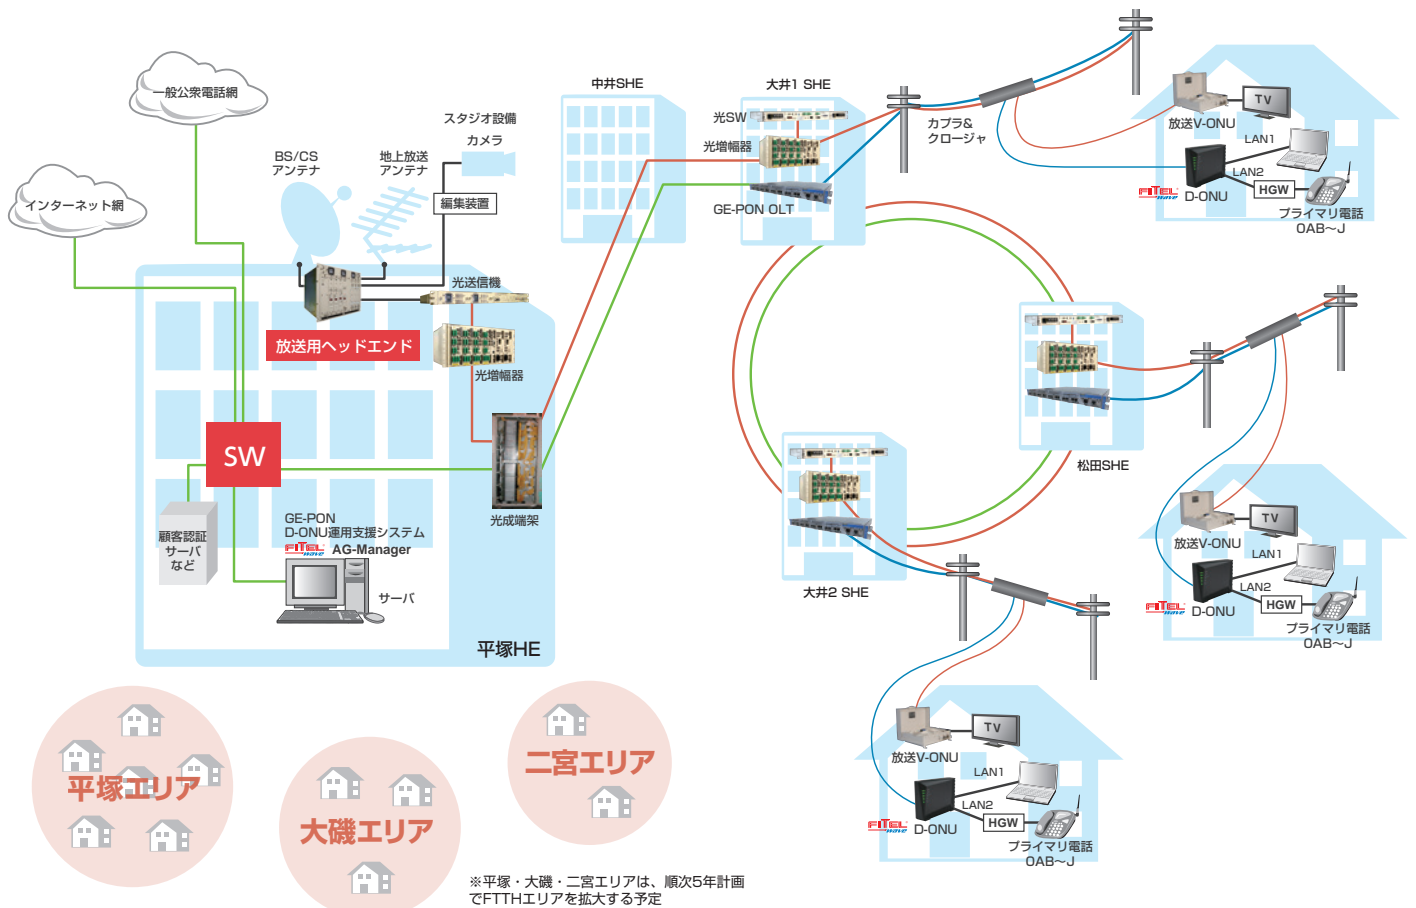 一般公衆電話網
インターネット網
BS/CS
アンテナ
地上放送
アンテナ
スタジオ設備
カメラ
編集装置
光送信機
放送用ヘッドエンド
光増幅器
SW
光成端架
顧客認証
サーバ
など
GE-PON
D-ONU運用支援システム
FITEL wave AG-Manager
サーバ
平塚HE
中井SHE
大井1 SHE
光SW
光増幅器
GE-PON OLT
カプラ&
クロージャ
TV
放送V-ONU
LAN1
LAN2
HGW
FITEL wave
D-ONU
プライマリ電話
0AB〜J
松田SHE
TV
放送V-ONU
LAN1
LAN2
HGW
FITEL wave
D-ONU
プライマリ電話
0AB〜J
大井2 SHE
TV
放送V-ONU
LAN1
LAN2
HGW
FITEL wave
D-ONU
プライマリ電話
0AB〜J
平塚エリア
大磯エリア
二宮エリア
※平塚・大磯・二宮エリアは、順次5年計画
でFTTHエリアを拡大する予定